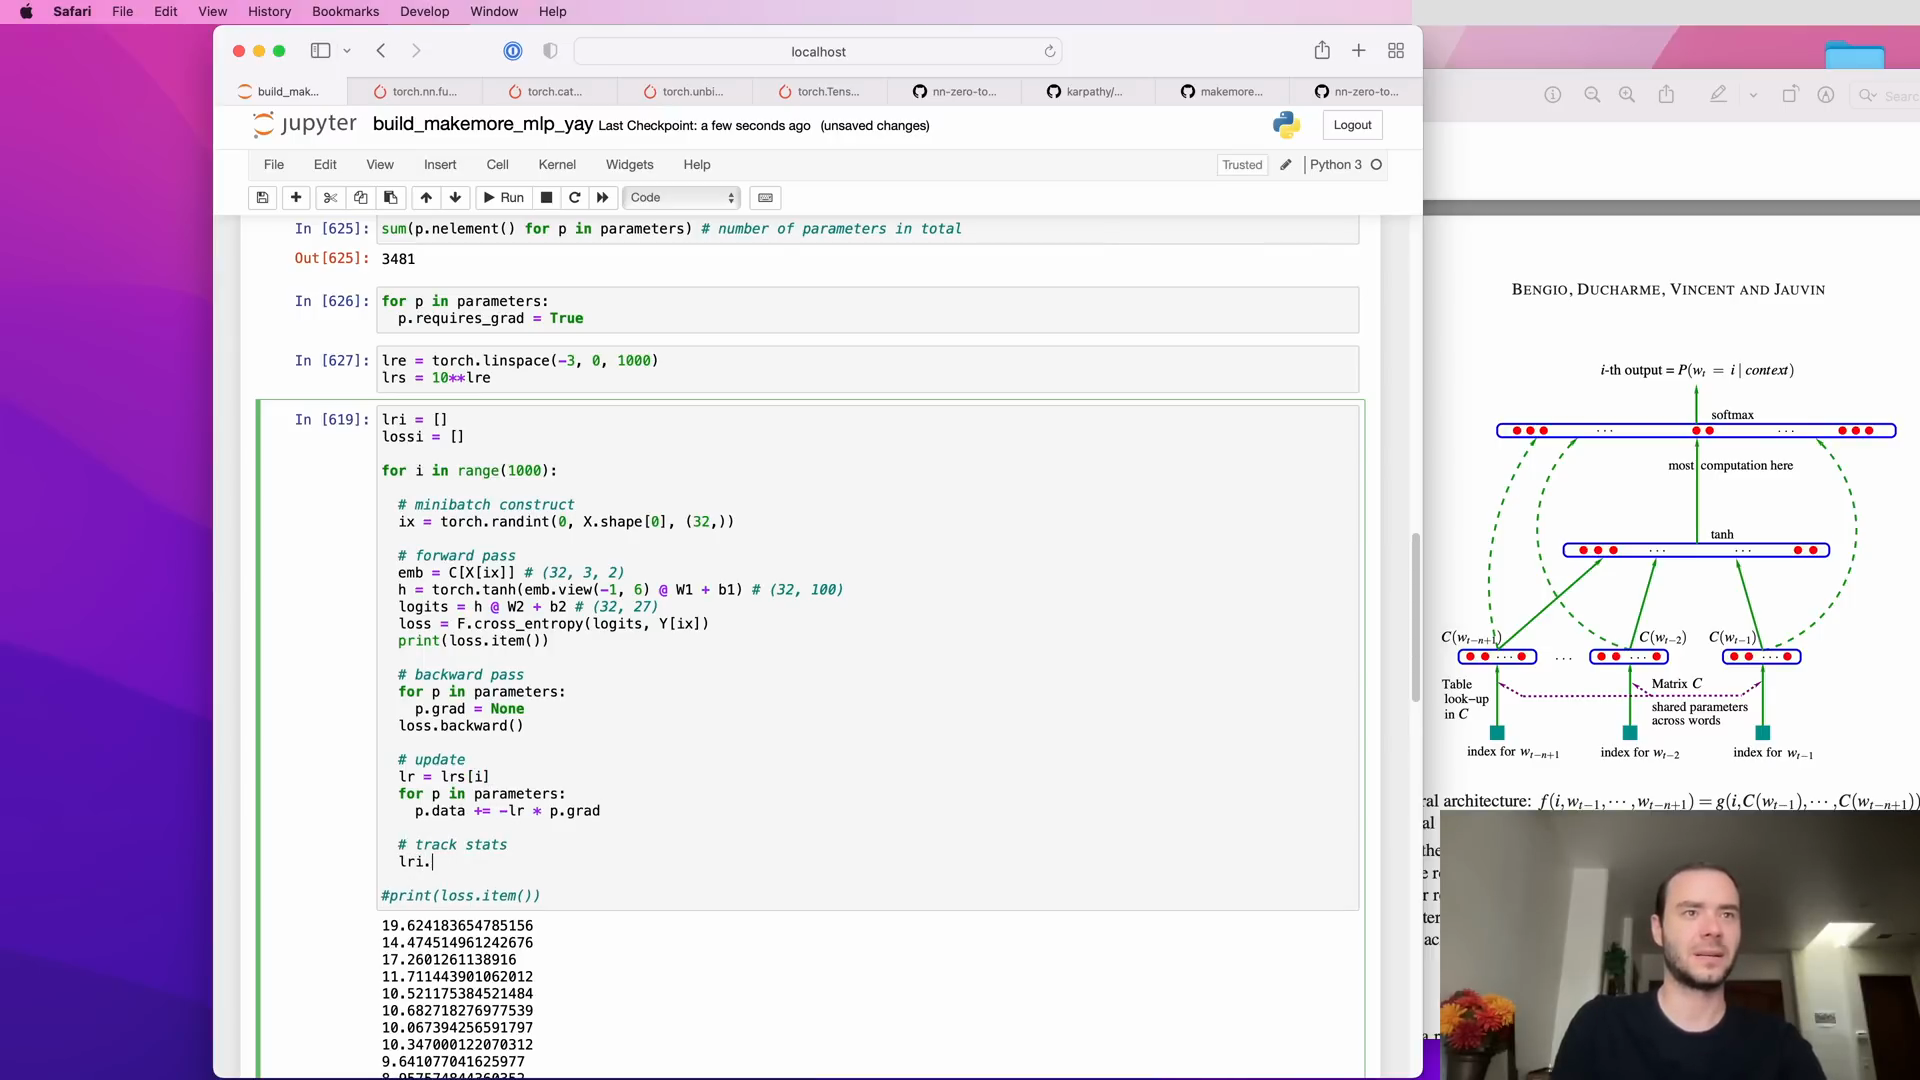 Safari File Edit View History Bookmarks Develop Window Help
localhost
build_mak... torch.nn.fu... torch.cat... torch.unbi... torch.Tens... nn-zero-to... karpathy/... makemore... nn-zero-to...
Search
jupyter build_makemore_mlp_yay Last Checkpoint: a few seconds ago (unsaved changes) Logout
File Edit View Insert Cell Kernel Widgets Help Trusted Python 3
Run Code
In [625]: sum(p.nelement() for p in parameters) # number of parameters in total
Out[625]: 3481
In [626]: for p in parameters:
p.requires_grad = True
In [627]: lre = torch.linspace(-3, 0, 1000)
lrs = 10**lre
In [619]: lri = []
lossi = []
for i in range(1000):
# minibatch construct
ix = torch.randint(0, X.shape[0], (32,))
# forward pass
emb = C[X[ix]] # (32, 3, 2)
h = torch.tanh(emb.view(-1, 6) @ W1 + b1) # (32, 100)
logits = h @ W2 + b2 # (32, 27)
loss = F.cross_entropy(logits, Y[ix])
print(loss.item())
# backward pass
for p in parameters:
p.grad = None
loss.backward()
# update
lr = lrs[i]
for p in parameters:
p.data += -lr * p.grad
# track stats
lri.
#print(loss.item())
19.624183654785156
14.474514961242676
17.2601261138916
11.711443901062012
10.521175384521484
10.682718276977539
10.067394256591797
10.347000122070312
9.641077041625977
BENGIO, DUCHARME, VINCENT AND JAUVIN
i-th output = P(w_t = i | context)
softmax
. . .
. . .
most computation here
tanh
. . .
. . .
C(w_{t−n+1}) C(w_{t−2}) C(w_{t−1})
. . .
Table look−up in C
Matrix C
shared parameters across words
index for w_{t−n+1} index for w_{t−2} index for w_{t−1}
ral architecture: f(i, w_{t−1}, ··· , w_{t−n+1}) = g(i, C(w_{t−1}), ··· , C(w_{t−n+1}))